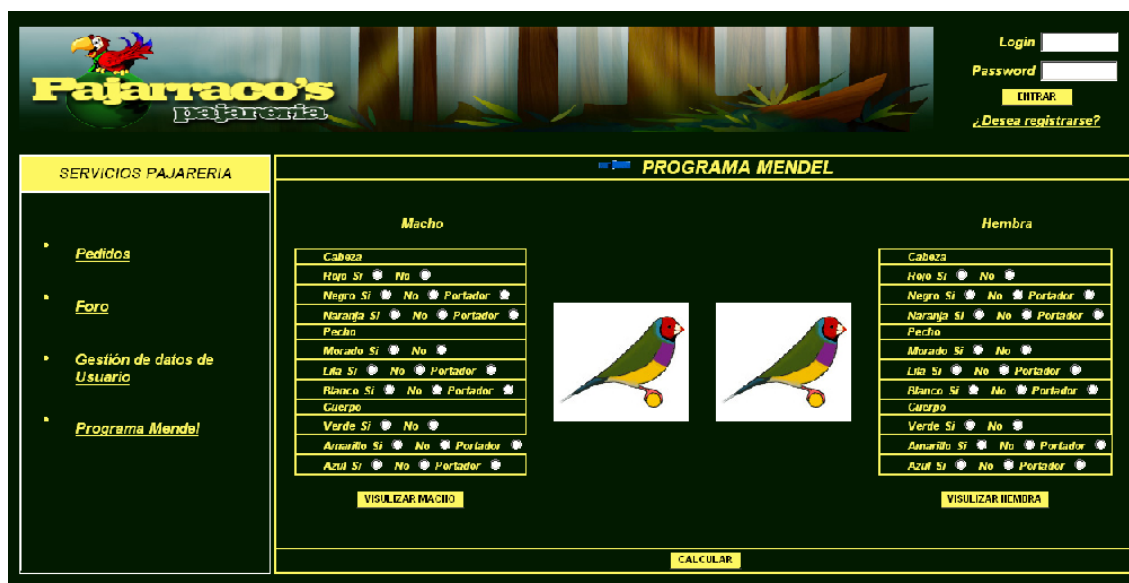 Pajarraco's
pajareria
Login
Password
ENTRAR
¿Desea registrarse?
SERVICIOS PAJARERIA
Pedidos
Foro
Gestión de datos de
Usuario
Programa Mendel
PROGRAMA MENDEL
Macho
Cabeza
Rojo Si No
Negro Si No Portador
Naranja Si No Portador
Pecho
Morado Si No
Lila Si No Portador
Blanco Si No Portador
Cuerpo
Verde Si No
Amarillo Si No Portador
Azul Si No Portador
VISULIZAR MACHO
Hembra
Cabeza
Rojo Si No
Negro Si No Portador
Naranja Si No Portador
Pecho
Morado Si No
Lila Si No Portador
Blanco Si No Portador
Cuerpo
Verde Si No
Amarillo Si No Portador
Azul Si No Portador
VISULIZAR HEMBRA
CALCULAR